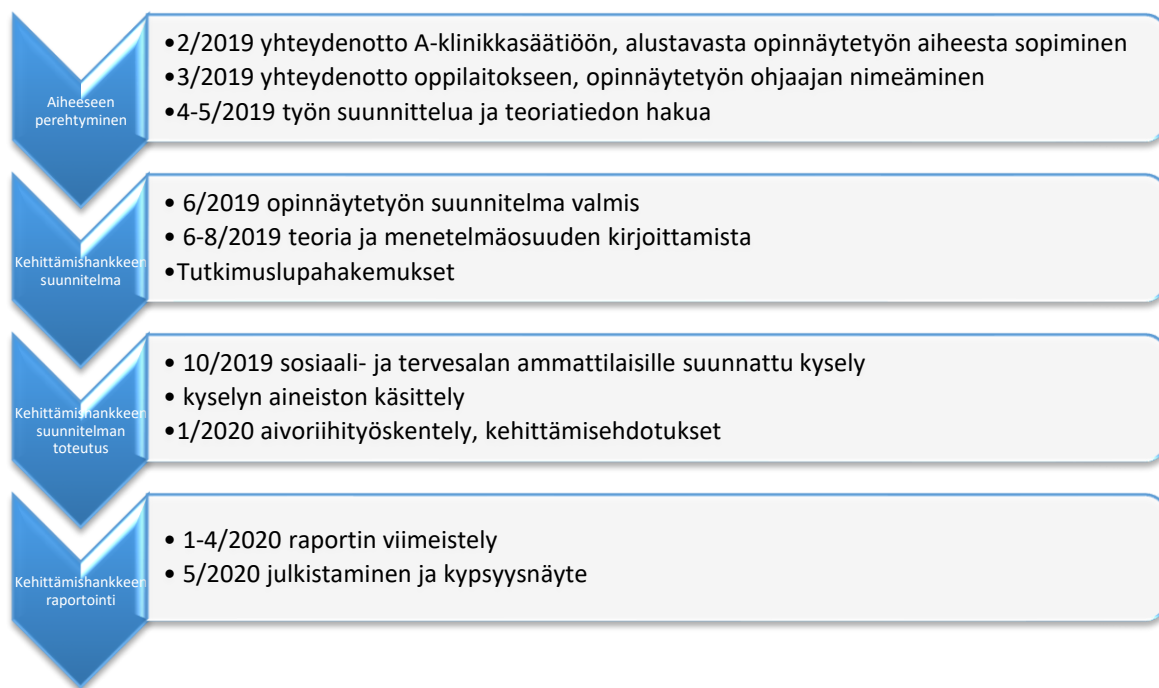 Aiheeseen
perehtyminen
•2/2019 yhteydenotto A-klinikkasäätiöön, alustavasta opinnäytetyön aiheesta sopiminen
•3/2019 yhteydenotto oppilaitokseen, opinnäytetyön ohjaajan nimeäminen
•4-5/2019 työn suunnittelua ja teoriatiedon hakua
Kehittämishankkeen
suunnitelma
• 6/2019 opinnäytetyön suunnitelma valmis
• 6-8/2019 teoria ja menetelmäosuuden kirjoittamista
•Tutkimuslupahakemukset
Kehittämishankkeen
suunnitelman
toteutus
• 10/2019 sosiaali- ja tervesalan ammattilaisille suunnattu kysely
• kyselyn aineiston käsittely
•1/2020 aivoriihityöskentely, kehittämisehdotukset
Kehittämishankkeen
raportointi
• 1-4/2020 raportin viimeistely
• 5/2020 julkistaminen ja kypsyysnäyte